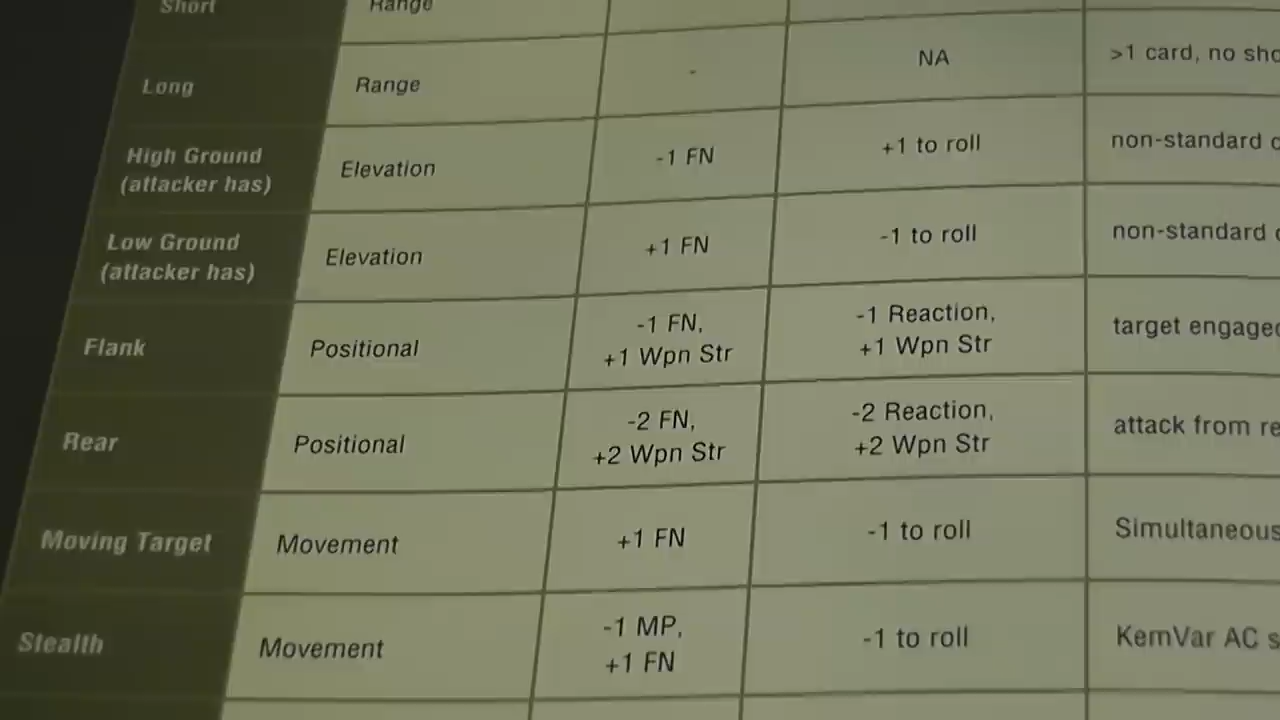 Short Range
Long Range - NA >1 card, no
High Ground
(attacker has) Elevation -1 FN +1 to roll non-standard
Low Ground
(attacker has) Elevation +1 FN -1 to roll non-standard
Flank Positional -1 FN,
+1 Wpn Str -1 Reaction,
+1 Wpn Str target
Rear Positional -2 FN,
+2 Wpn Str -2 Reaction,
+2 Wpn Str attack from
Moving Target Movement +1 FN -1 to roll Simultaneous
Stealth Movement -1 MP,
+1 FN -1 to roll KemVar AC